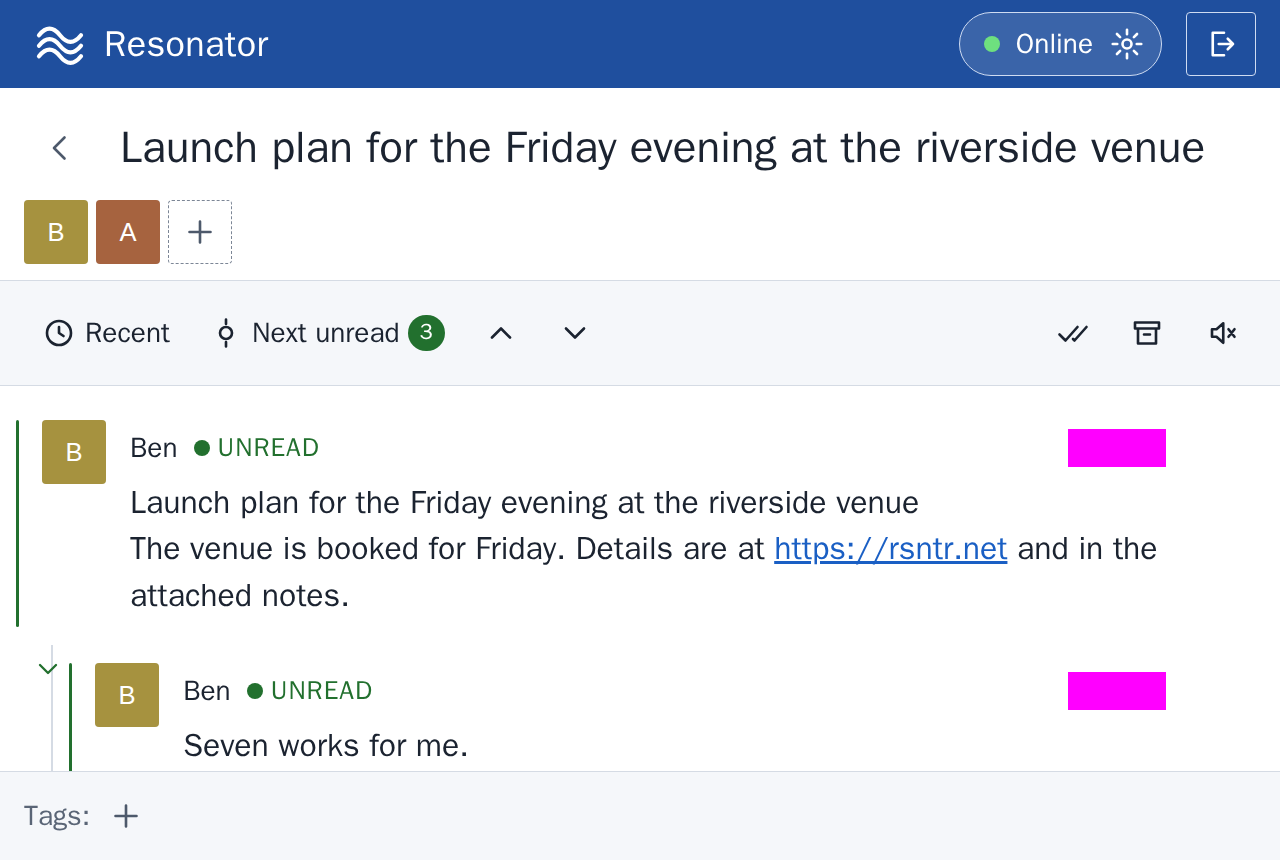 Resonator
Online
Launch plan for the Friday evening at the riverside venue
B A
Recent Next unread 3
B Ben UNREAD
Launch plan for the Friday evening at the riverside venue
The venue is booked for Friday. Details are at https://rsntr.net and in the
attached notes.
B Ben UNREAD
Seven works for me.
Tags: